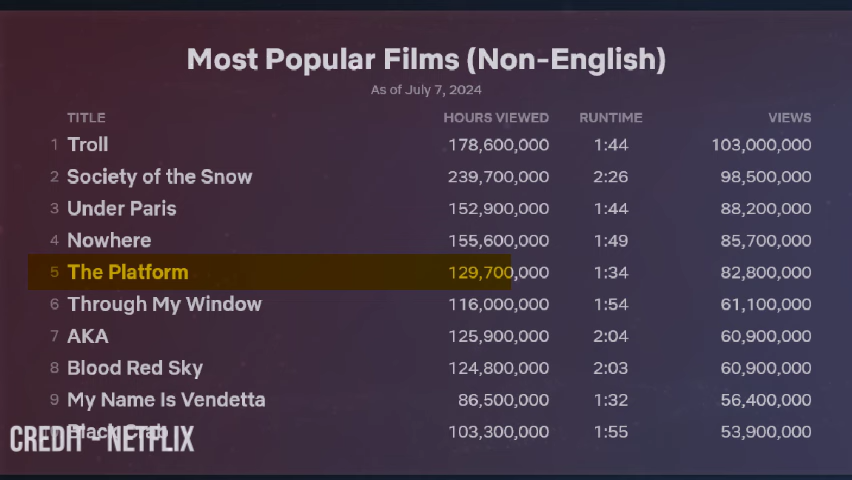 Most Popular Films (Non-English)
As of July 7, 2024
TITLE HOURS VIEWED RUNTIME VIEWS
1 Troll 178,600,000 1:44 103,000,000
2 Society of the Snow 239,700,000 2:26 98,500,000
3 Under Paris 152,900,000 1:44 88,200,000
4 Nowhere 155,600,000 1:49 85,700,000
5 The Platform 129,700,000 1:34 82,800,000
6 Through My Window 116,000,000 1:54 61,100,000
7 AKA 125,900,000 2:04 60,900,000
8 Blood Red Sky 124,800,000 2:03 60,900,000
9 My Name Is Vendetta 86,500,000 1:32 56,400,000
Black Crab 103,300,000 1:55 53,900,000
CREDIT - NETFLIX